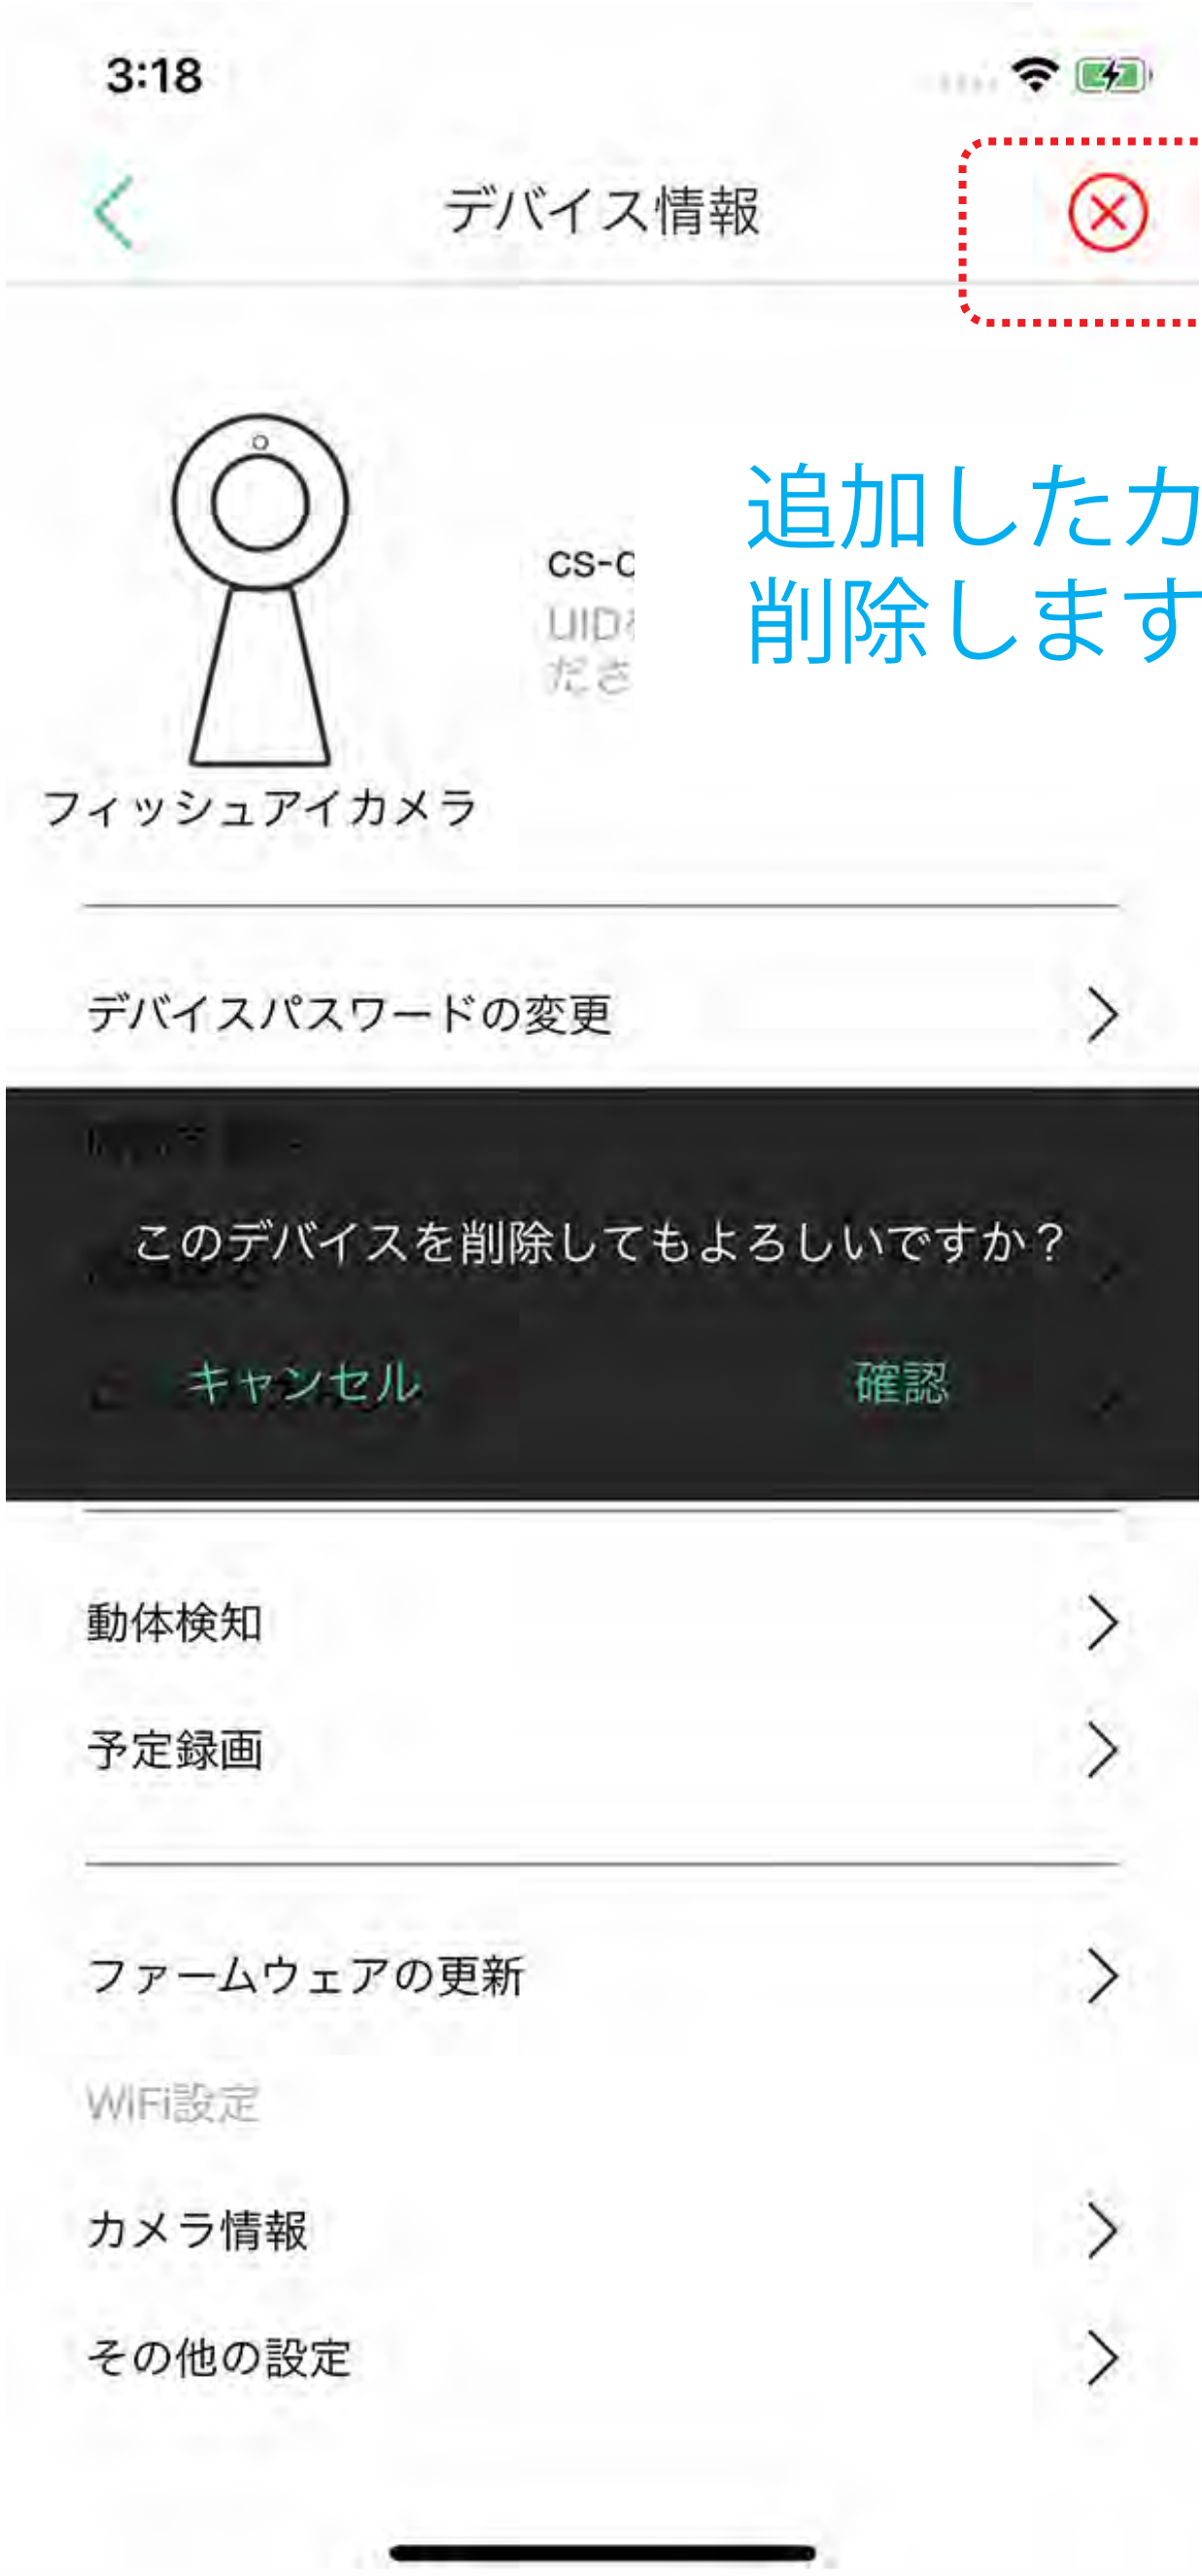 3:18
デバイス情報
追加したカ
削除します
cs-c
UID
ださ
フィッシュアイカメラ
デバイスパスワードの変更
このデバイスを削除してもよろしいですか？
キャンセル 確認
動体検知
予定録画
ファームウェアの更新
WiFi設定
カメラ情報
その他の設定